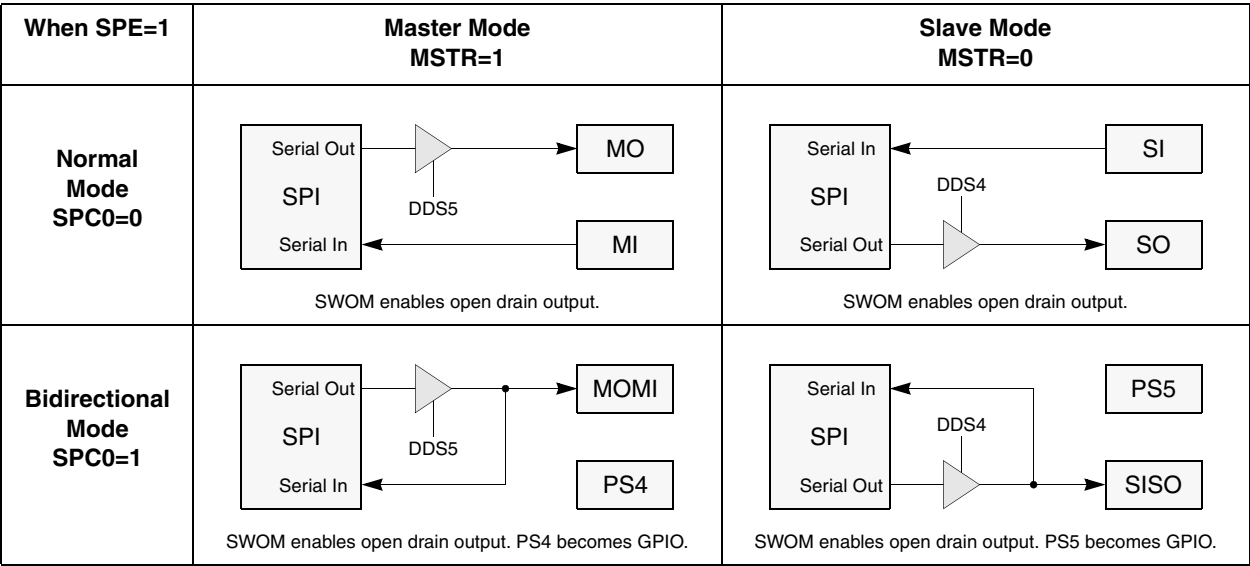 When SPE=1
Master Mode
MSTR=1
Slave Mode
MSTR=0
Normal
Mode
SPC0=0
Serial Out
SPI
Serial In
DDS5
MO
MI
SWOM enables open drain output.
Serial In
SPI
Serial Out
DDS4
SI
SO
SWOM enables open drain output.
Bidirectional
Mode
SPC0=1
Serial Out
SPI
Serial In
DDS5
MOMI
PS4
SWOM enables open drain output. PS4 becomes GPIO.
Serial In
SPI
Serial Out
DDS4
PS5
SISO
SWOM enables open drain output. PS5 becomes GPIO.